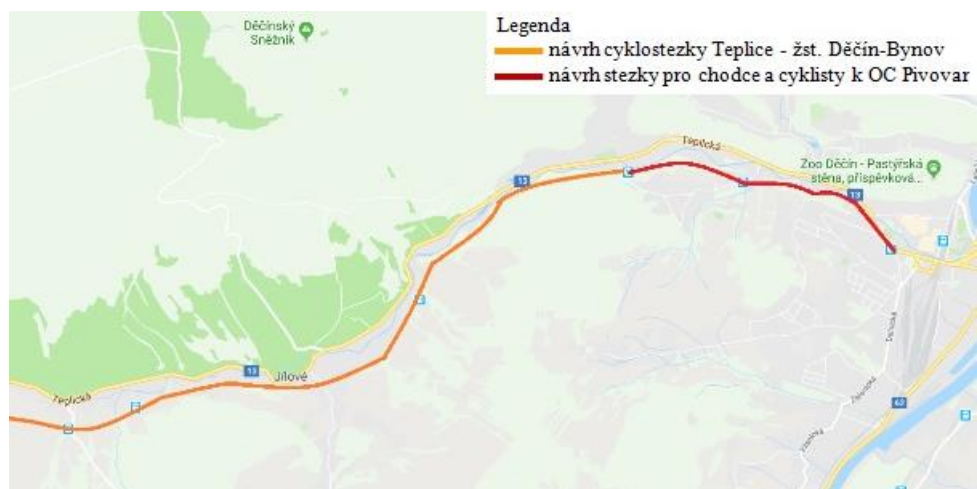 Legenda
návrh cyklostezky Teplice - žst. Děčín-Bynov
návrh stezky pro chodce a cyklisty k OC Pivovar
Děčínský
Sněžník
Teplická
Zoo Děčín - Pastýřská
stěna, příspěvková...
13
13
13
Jílové
Teplická
Želenická
62